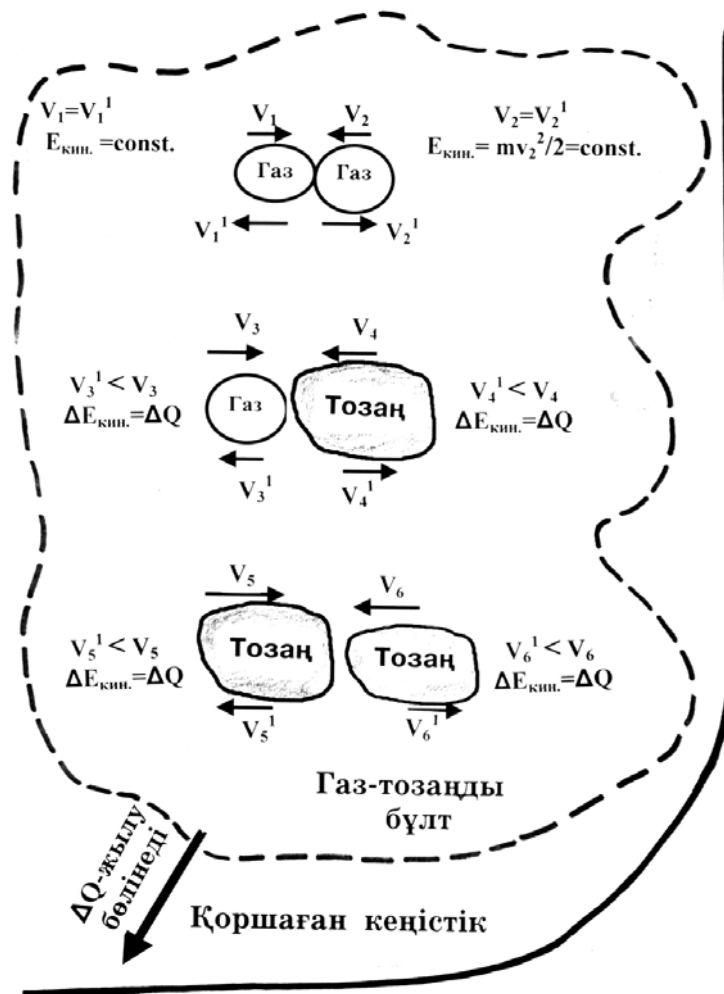 V₁=V₁¹
Eкин. =const.
V₁ V₂
V₂=V₂¹
Eкин.= mv₂²/2=const.
Газ Газ
V₁¹ V₂¹
V₃ V₄
V₃¹ < V₃
ΔEкин.=ΔQ
Газ Тозаң
V₄¹ < V₄
ΔEкин.=ΔQ
V₃¹ V₄¹
V₅ V₆
V₅¹ < V₅
ΔEкин.=ΔQ
Тозаң Тозаң
V₆¹ < V₆
ΔEкин.=ΔQ
V₅¹ V₆¹
Газ-тозаңды
бұлт
ΔQ-жылу
бөлінеді
Қоршаған кеңістік